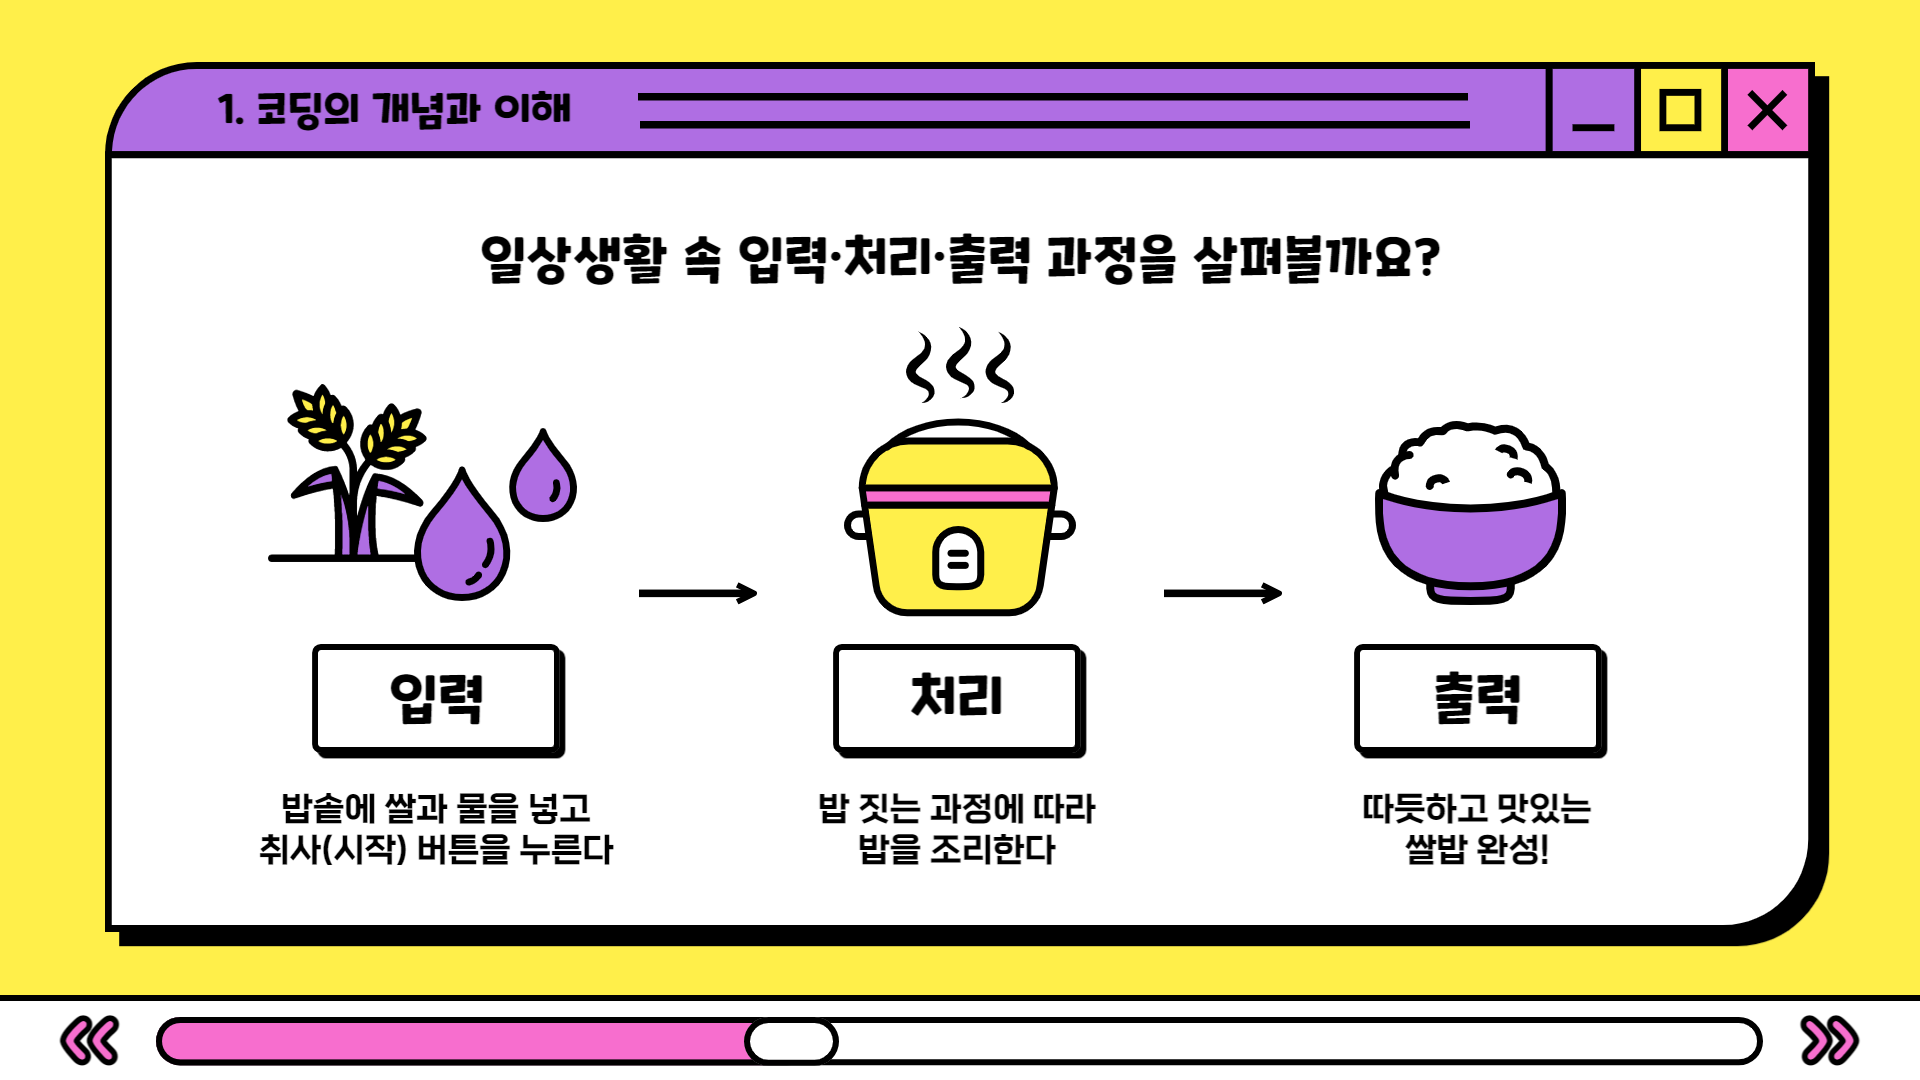 1. 코딩의 개념과 이해
일상생활 속 입력·처리·출력 과정을 살펴볼까요?
입력
처리
출력
밥솥에 쌀과 물을 넣고
취사(시작) 버튼을 누른다
밥 짓는 과정에 따라
밥을 조리한다
따듯하고 맛있는
쌀밥 완성!